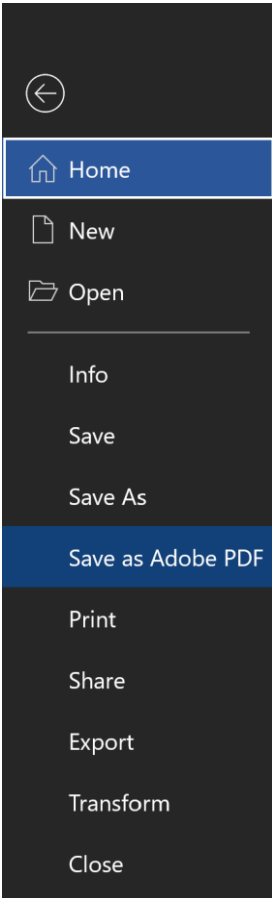 Home
New
Open
Info
Save
Save As
Save as Adobe PDF
Print
Share
Export
Transform
Close